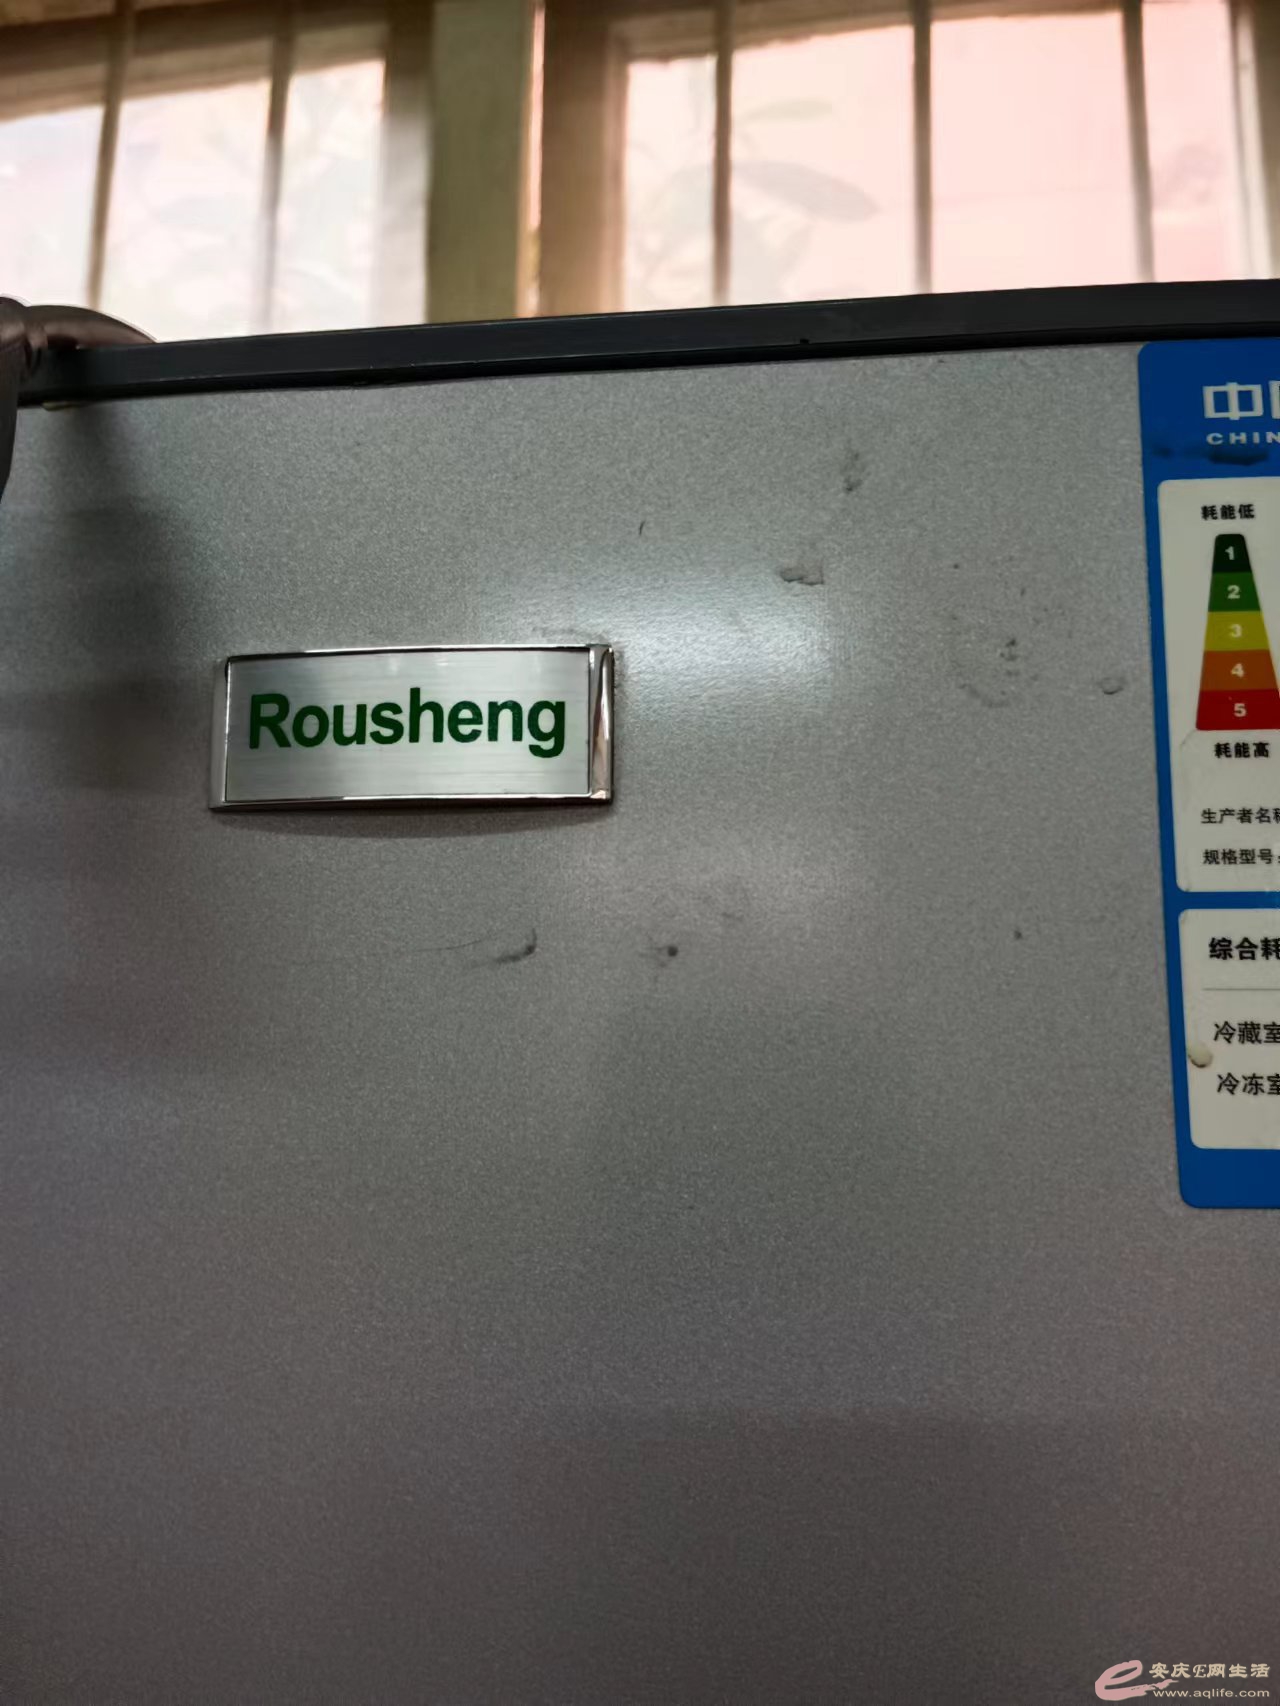 Rousheng
中
CHIN
耗能低
1
2
3
4
5
耗能高
生产者名称
规格型号:
综合耗
冷藏室
冷冻室
安庆E网生活
www.aqlife.com